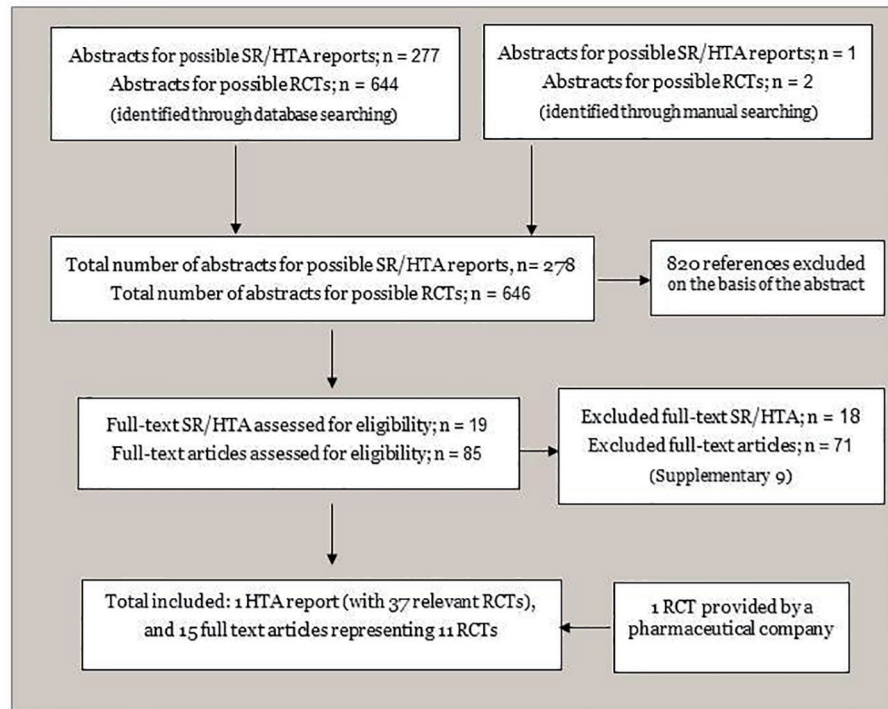 Abstracts for possible SR/HTA reports; n = 277
Abstracts for possible RCTs; n = 644
(identified through database searching)
Abstracts for possible SR/HTA reports; n = 1
Abstracts for possible RCTs; n = 2
(identified through manual searching)
Total number of abstracts for possible SR/HTA reports, n= 278
Total number of abstracts for possible RCTs; n = 646
820 references excluded
on the basis of the abstract
Full-text SR/HTA assessed for eligibility; n = 19
Full-text articles assessed for eligibility; n = 85
Excluded full-text SR/HTA; n = 18
Excluded full-text articles; n = 71
(Supplementary 9)
Total included: 1 HTA report (with 37 relevant RCTs),
and 15 full text articles representing 11 RCTs
1 RCT provided by a
pharmaceutical company